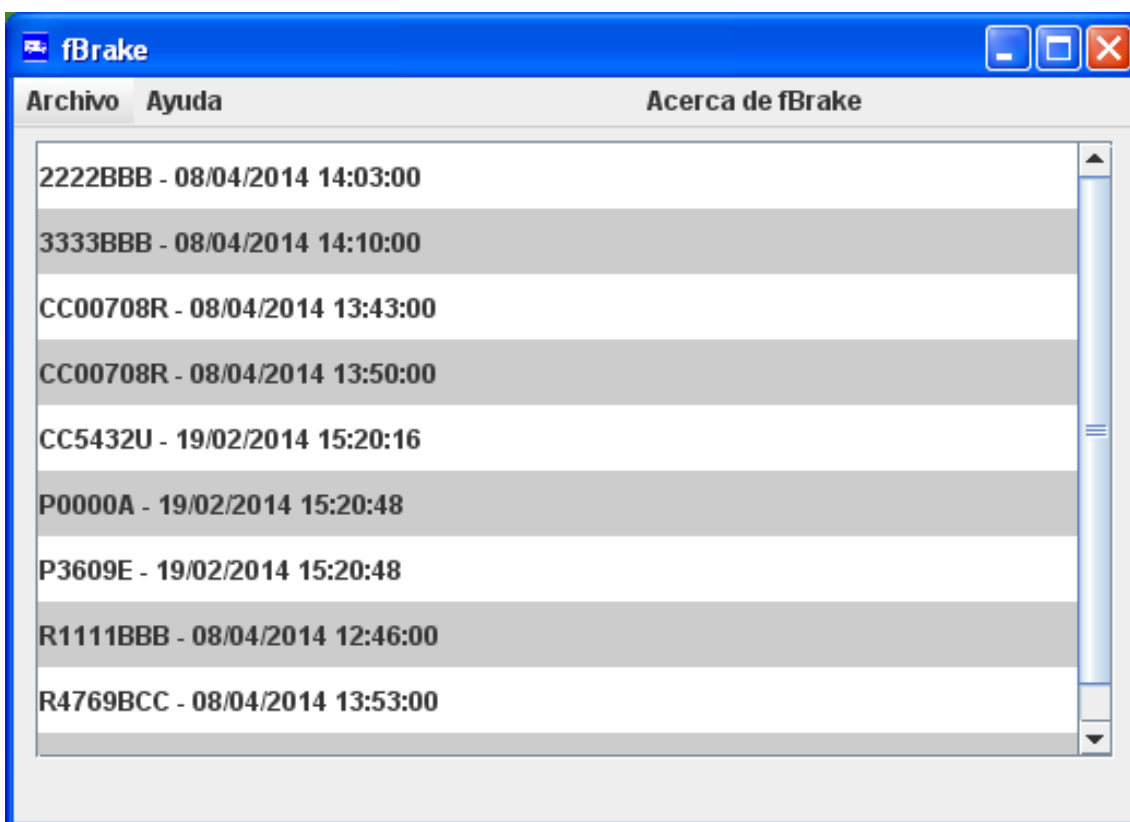 fBrake
Archivo Ayuda Acerca de fBrake
2222BBB - 08/04/2014 14:03:00
3333BBB - 08/04/2014 14:10:00
CC00708R - 08/04/2014 13:43:00
CC00708R - 08/04/2014 13:50:00
CC5432U - 19/02/2014 15:20:16
P0000A - 19/02/2014 15:20:48
P3609E - 19/02/2014 15:20:48
R1111BBB - 08/04/2014 12:46:00
R4769BCC - 08/04/2014 13:53:00